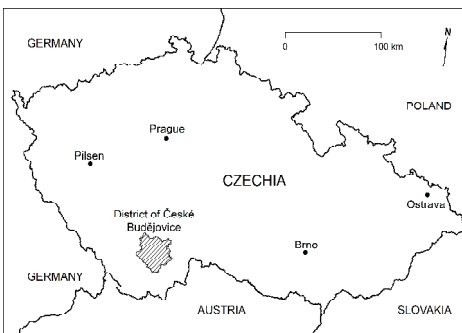 GERMANY
0
100 km
N
POLAND
Prague
Pilsen
CZECHIA
Ostrava
District of České
Budějovice
Brno
GERMANY
AUSTRIA
SLOVAKIA